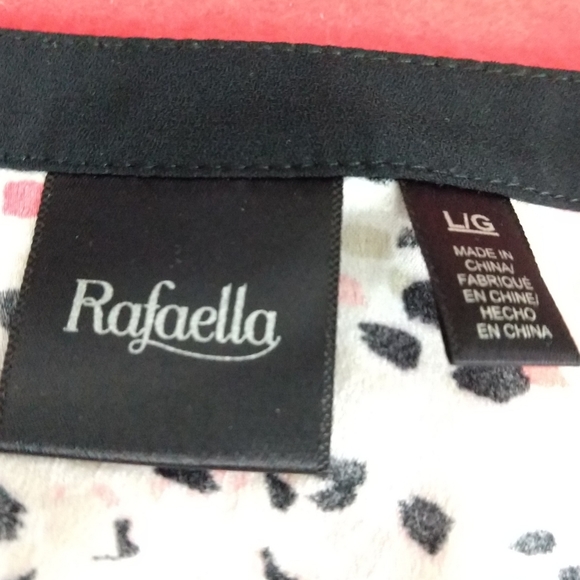 Rafaella
L/G
MADE IN
CHINA/
FABRIQUÉ
EN CHINE/
HECHO
EN CHINA